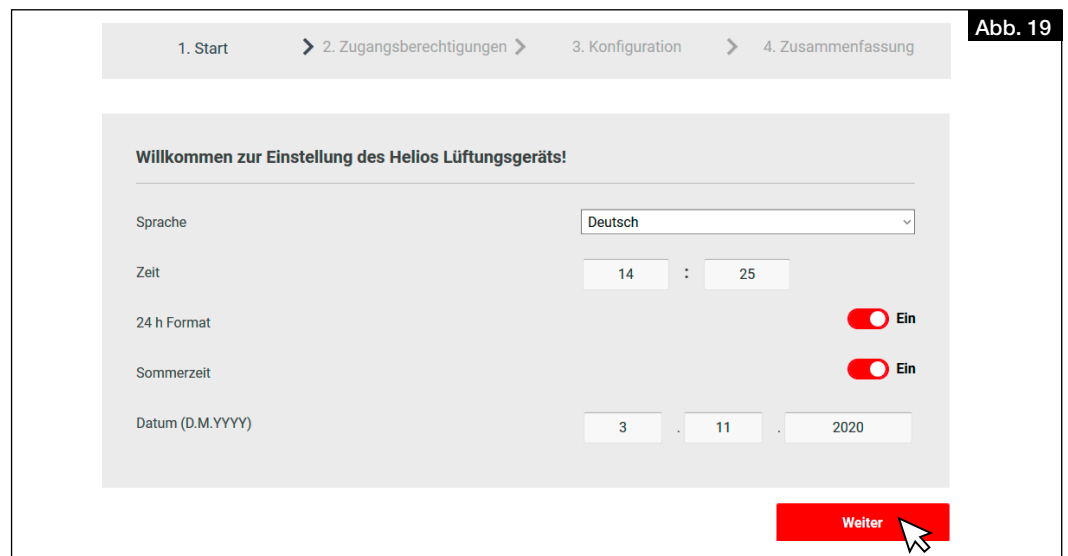 Abb. 19
1. Start 2. Zugangsberechtigungen 3. Konfiguration 4. Zusammenfassung
Willkommen zur Einstellung des Helios Lüftungsgeräts!
Sprache Deutsch
Zeit 14 : 25
24 h Format Ein
Sommerzeit Ein
Datum (D.M.YYYY) 3 . 11 . 2020
Weiter